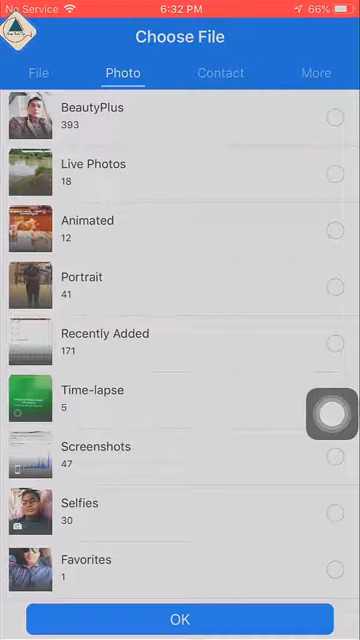 No Service 6:32 PM 66%
Choose File
File Photo Contact More
BeautyPlus
393
Live Photos
18
Animated
12
Portrait
41
Recently Added
171
Time-lapse
5
Screenshots
47
Selfies
30
Favorites
1
OK